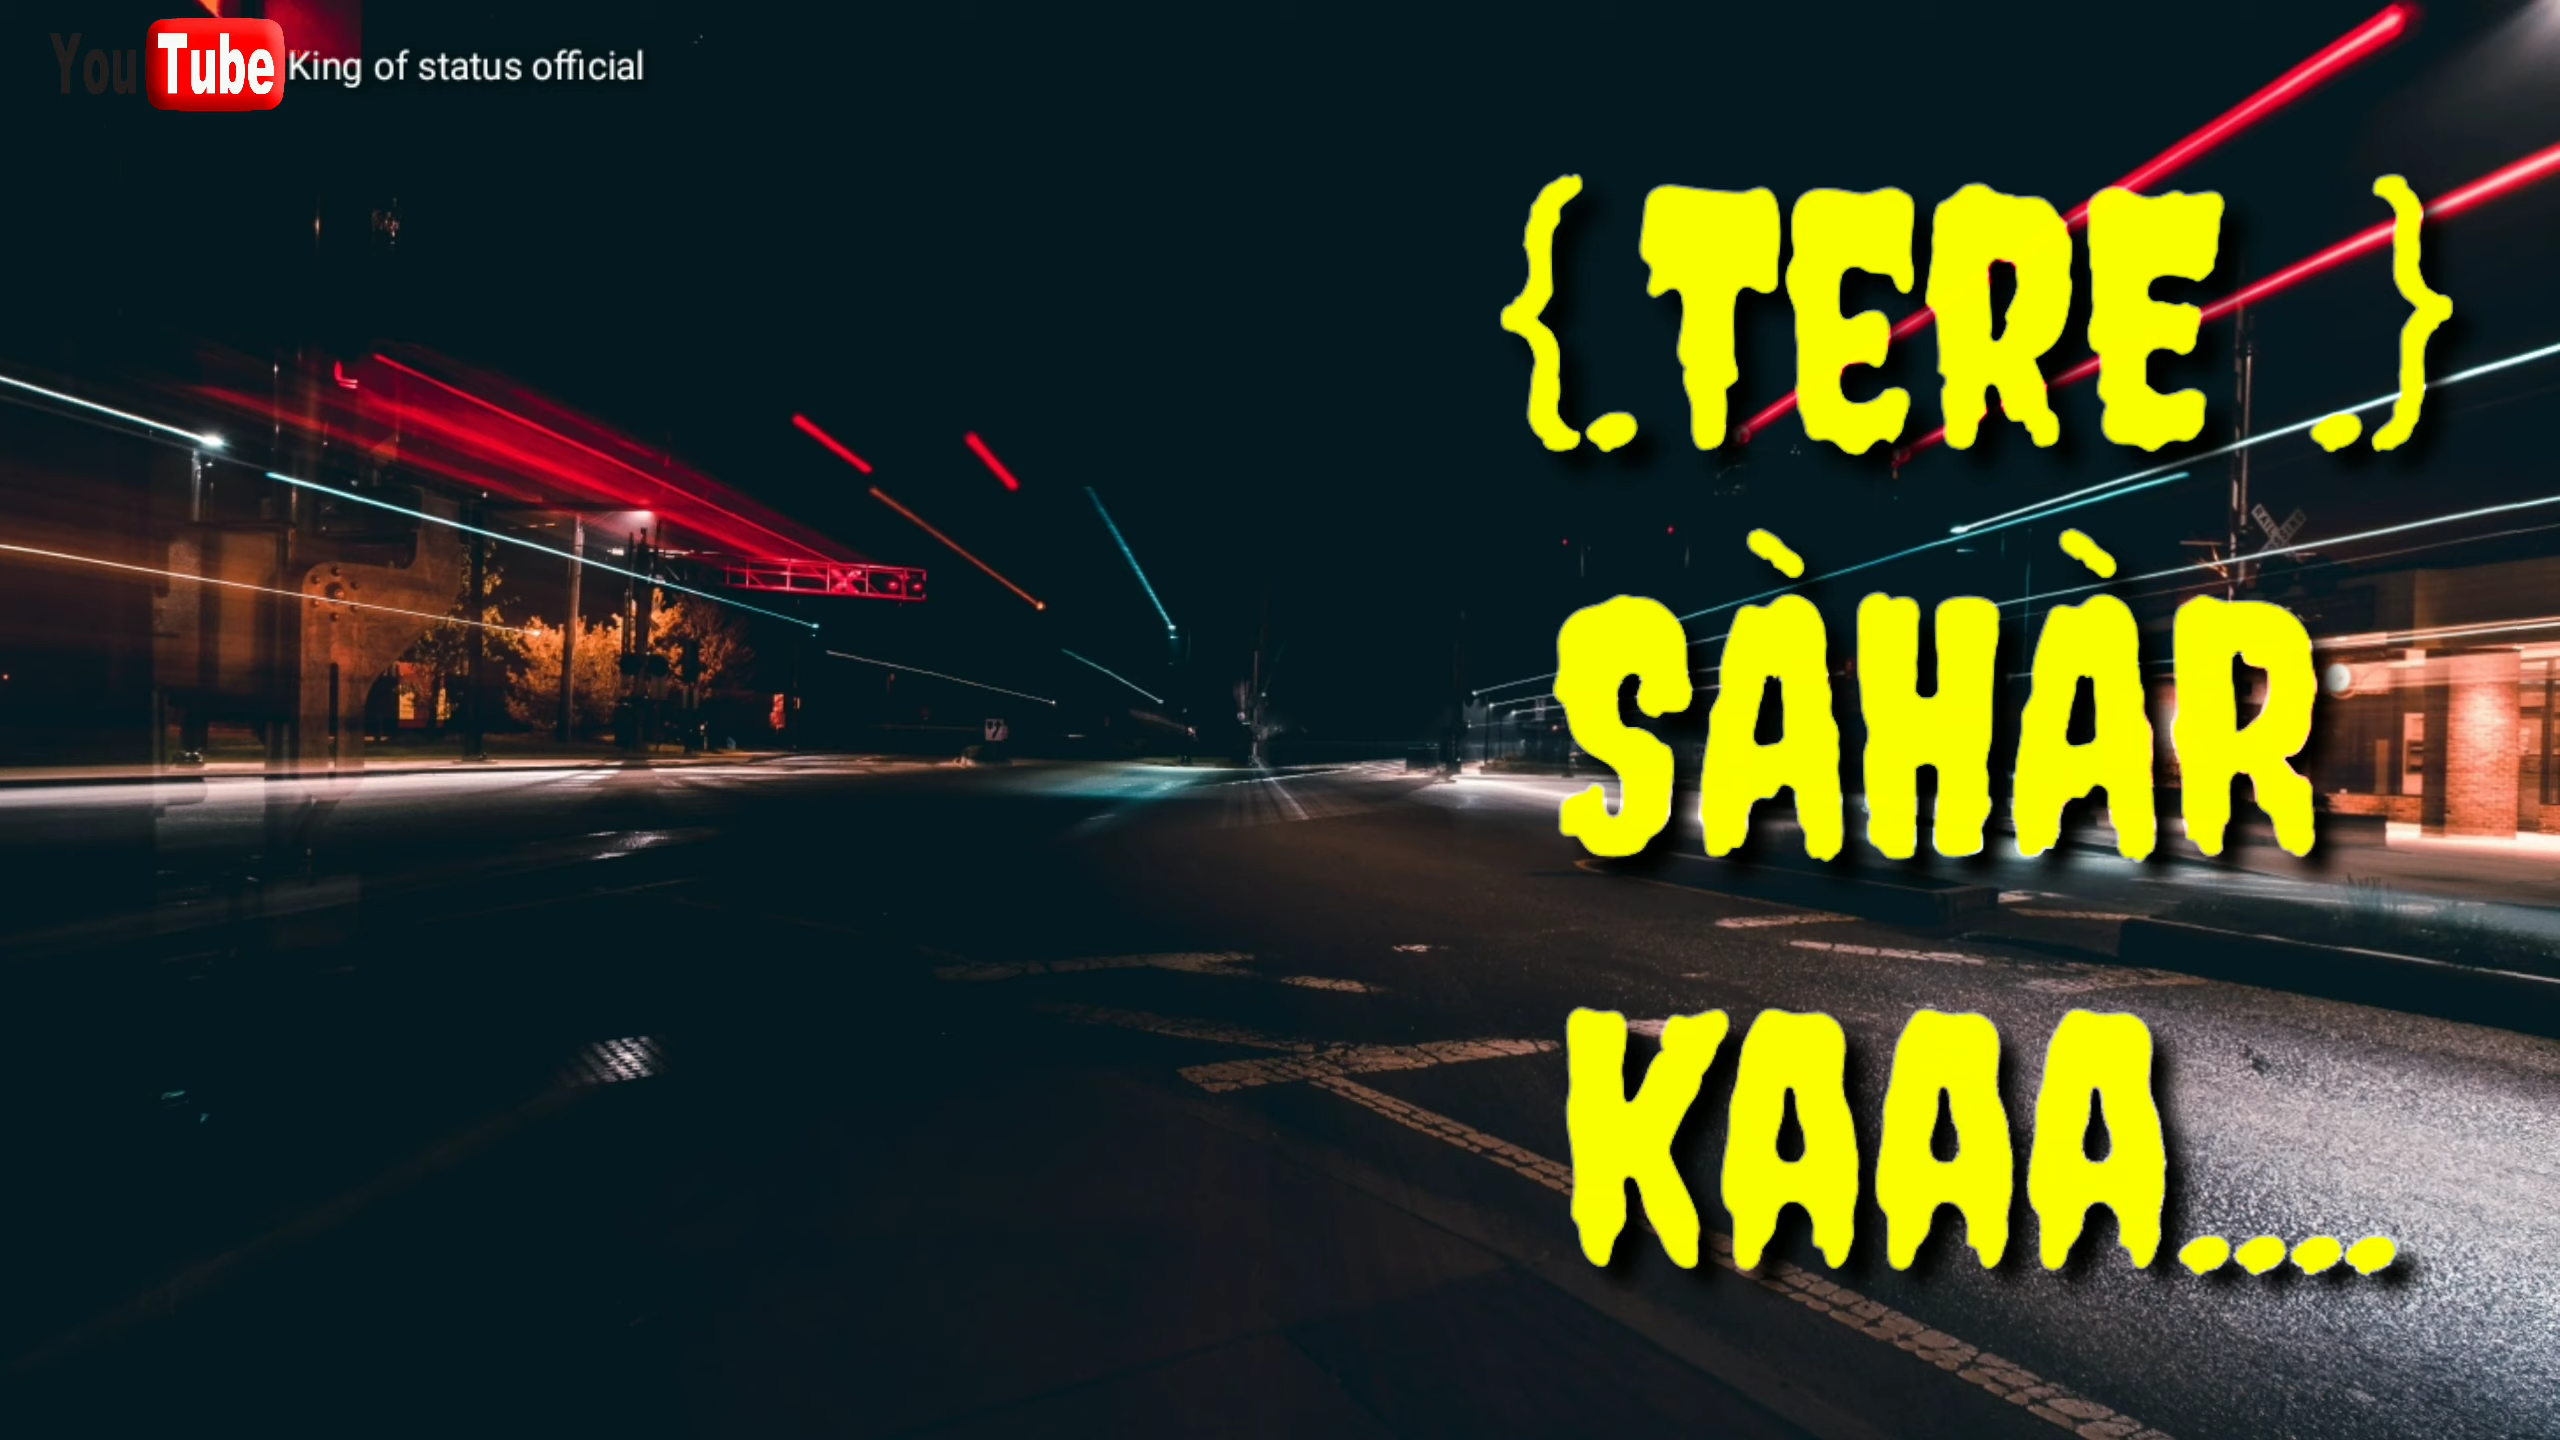 YouTube King of status official
{.TERE .}
SÀHÀR
KAAA....